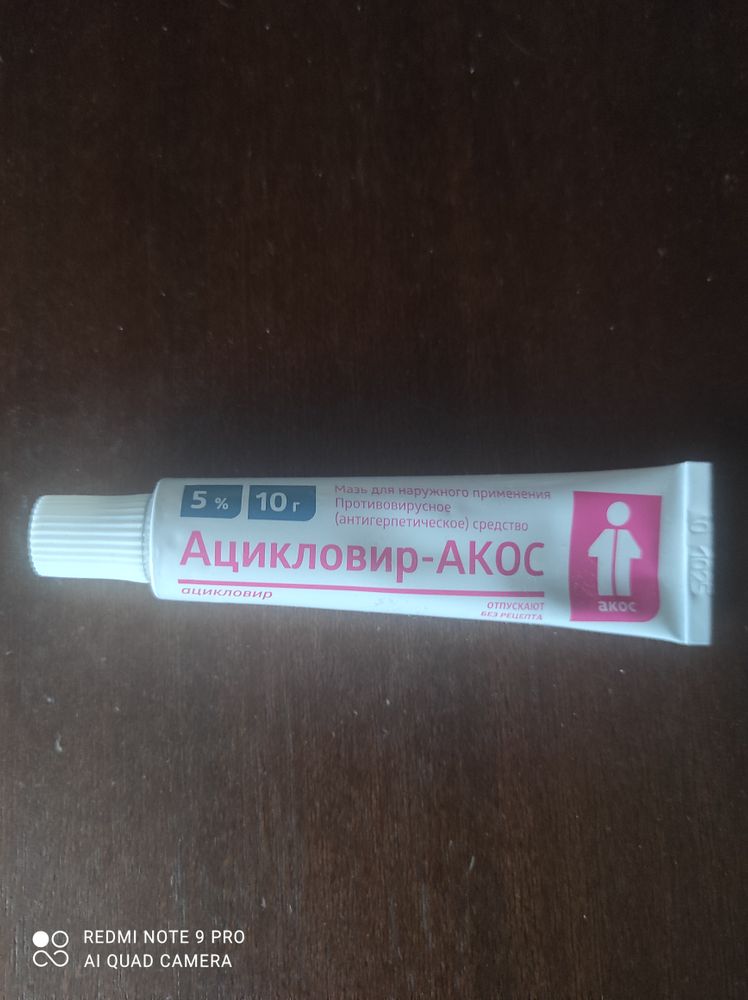 5 %
10 г
Мазь для наружного применения
Противовирусное
(антигерпетическое) средство
Ацикловир-АКОС
ацикловир
ОТПУСКАЮТ
БЕЗ РЕЦЕПТА
акос
REDMI NOTE 9 PRO
AI QUAD CAMERA